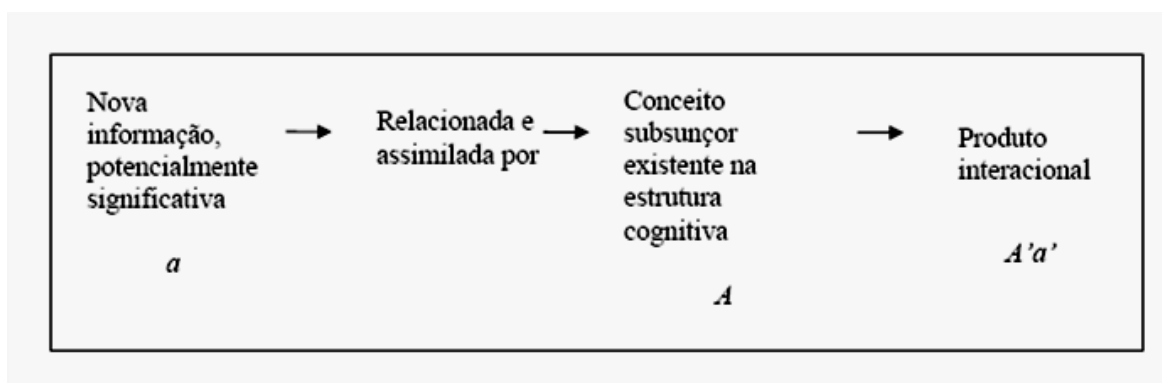 Nova
informação,
potencialmente
significativa
a
Relacionada e
assimilada por
Conceito
subsunçor
existente na
estrutura
cognitiva
A
Produto
interacional
A'a'